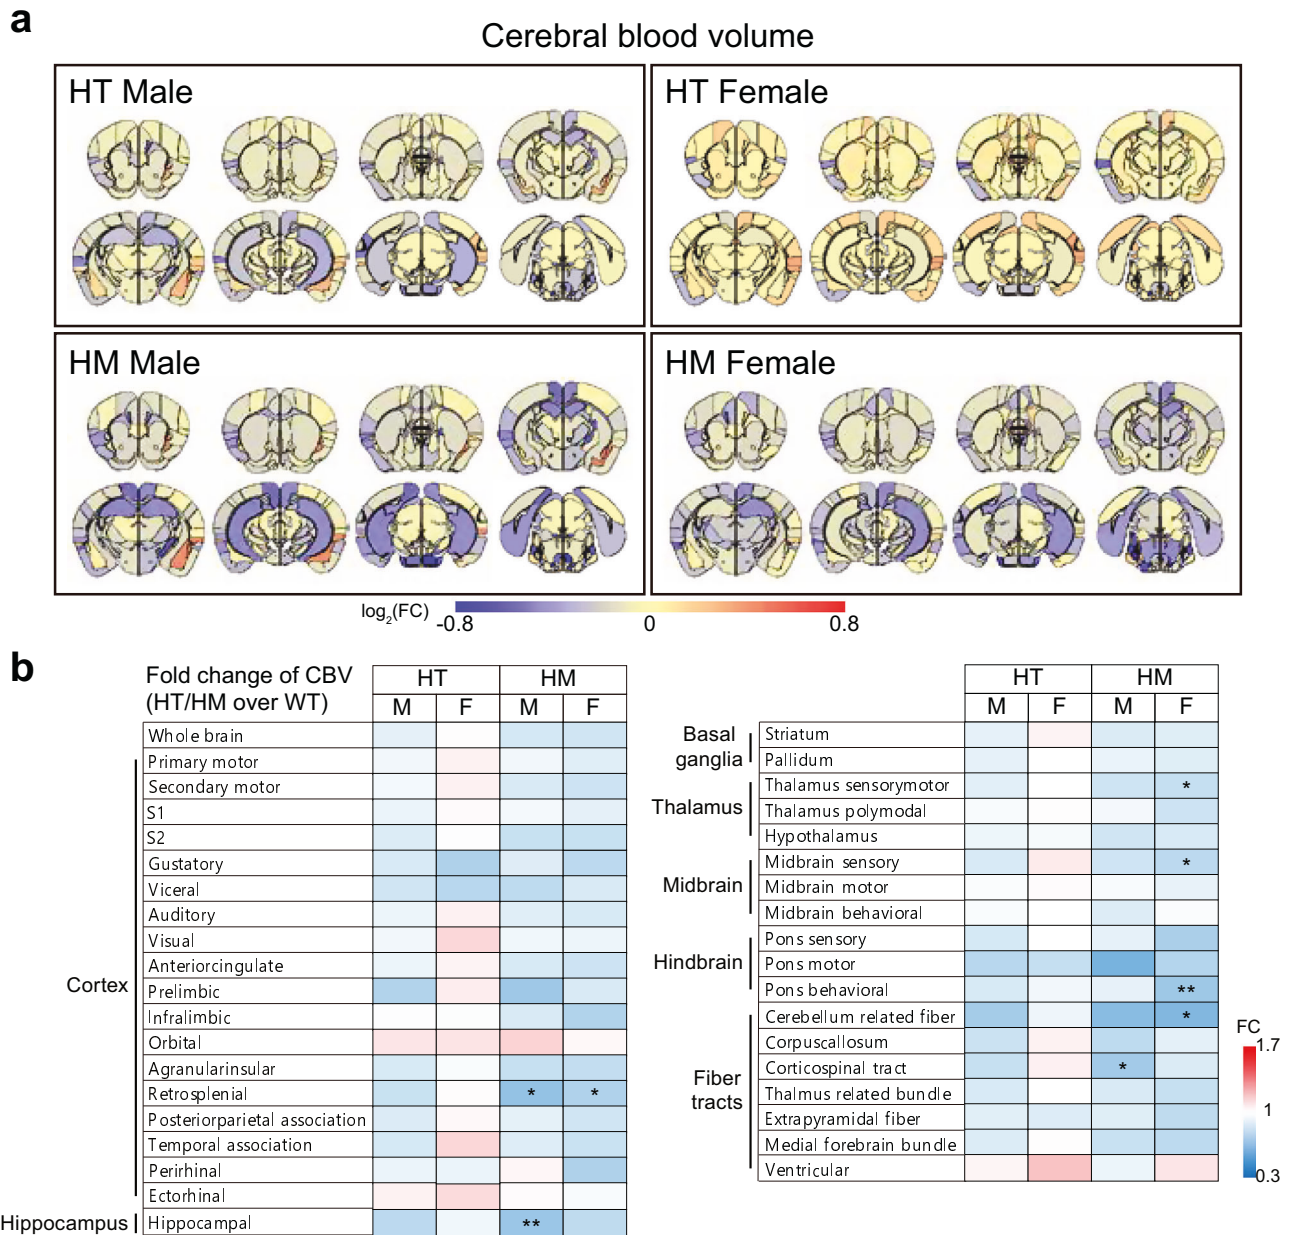 a
Cerebral blood volume
HT Male
HT Female
HM Male
HM Female
log2(FC)
-0.8
0
0.8
b
Fold change of CBV
(HT/HM over WT)
HT
HM
M
F
M
F
Whole brain
Primary motor
Secondary motor
S1
S2
Gustatory
Viceral
Auditory
Visual
Anteriorcingulate
Prelimbic
Infralimbic
Orbital
Agranularinsular
Retrosplenial
*
*
Posteriorparietal association
Temporal association
Perirhinal
Ectorhinal
Hippocampal
**
Cortex
Hippocampus
HT
HM
M
F
M
F
Basal
ganglia
Striatum
Pallidum
Thalamus
Thalamus sensorymotor
*
Thalamus polymodal
Hypothalamus
Midbrain
Midbrain sensory
*
Midbrain motor
Midbrain behavioral
Hindbrain
Pons sensory
Pons motor
Pons behavioral
**
Fiber
tracts
Cerebellum related fiber
*
Corpuscallosum
Corticospinal tract
*
Thalmus related bundle
Extrapyramidal fiber
Medial forebrain bundle
Ventricular
FC
1.7
1
0.3